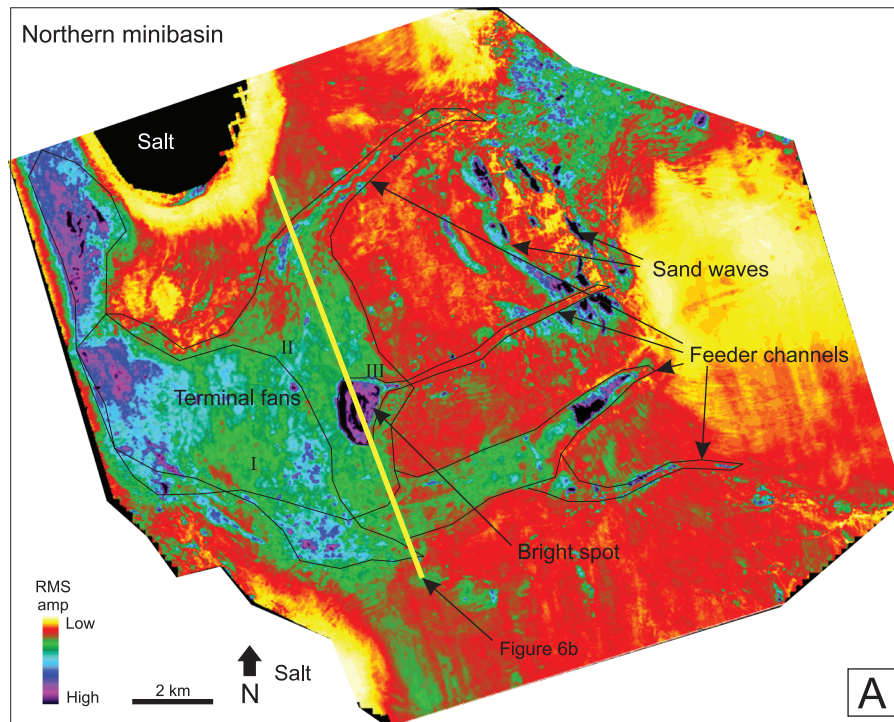 Northern minibasin
Salt
Sand waves
Feeder channels
II
III
Terminal fans
I
Bright spot
RMS
amp
Low
High
2 km
N
Salt
Figure 6b
A